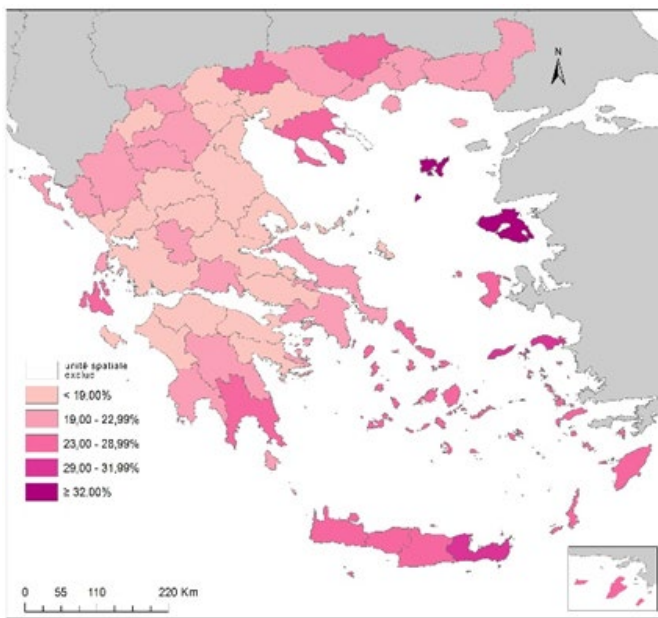 N
unité spatiale
exclue
< 19,00%
19,00 - 22,99%
23,00 - 28,99%
29,00 - 31,99%
≥ 32,00%
0 55 110 220 Km